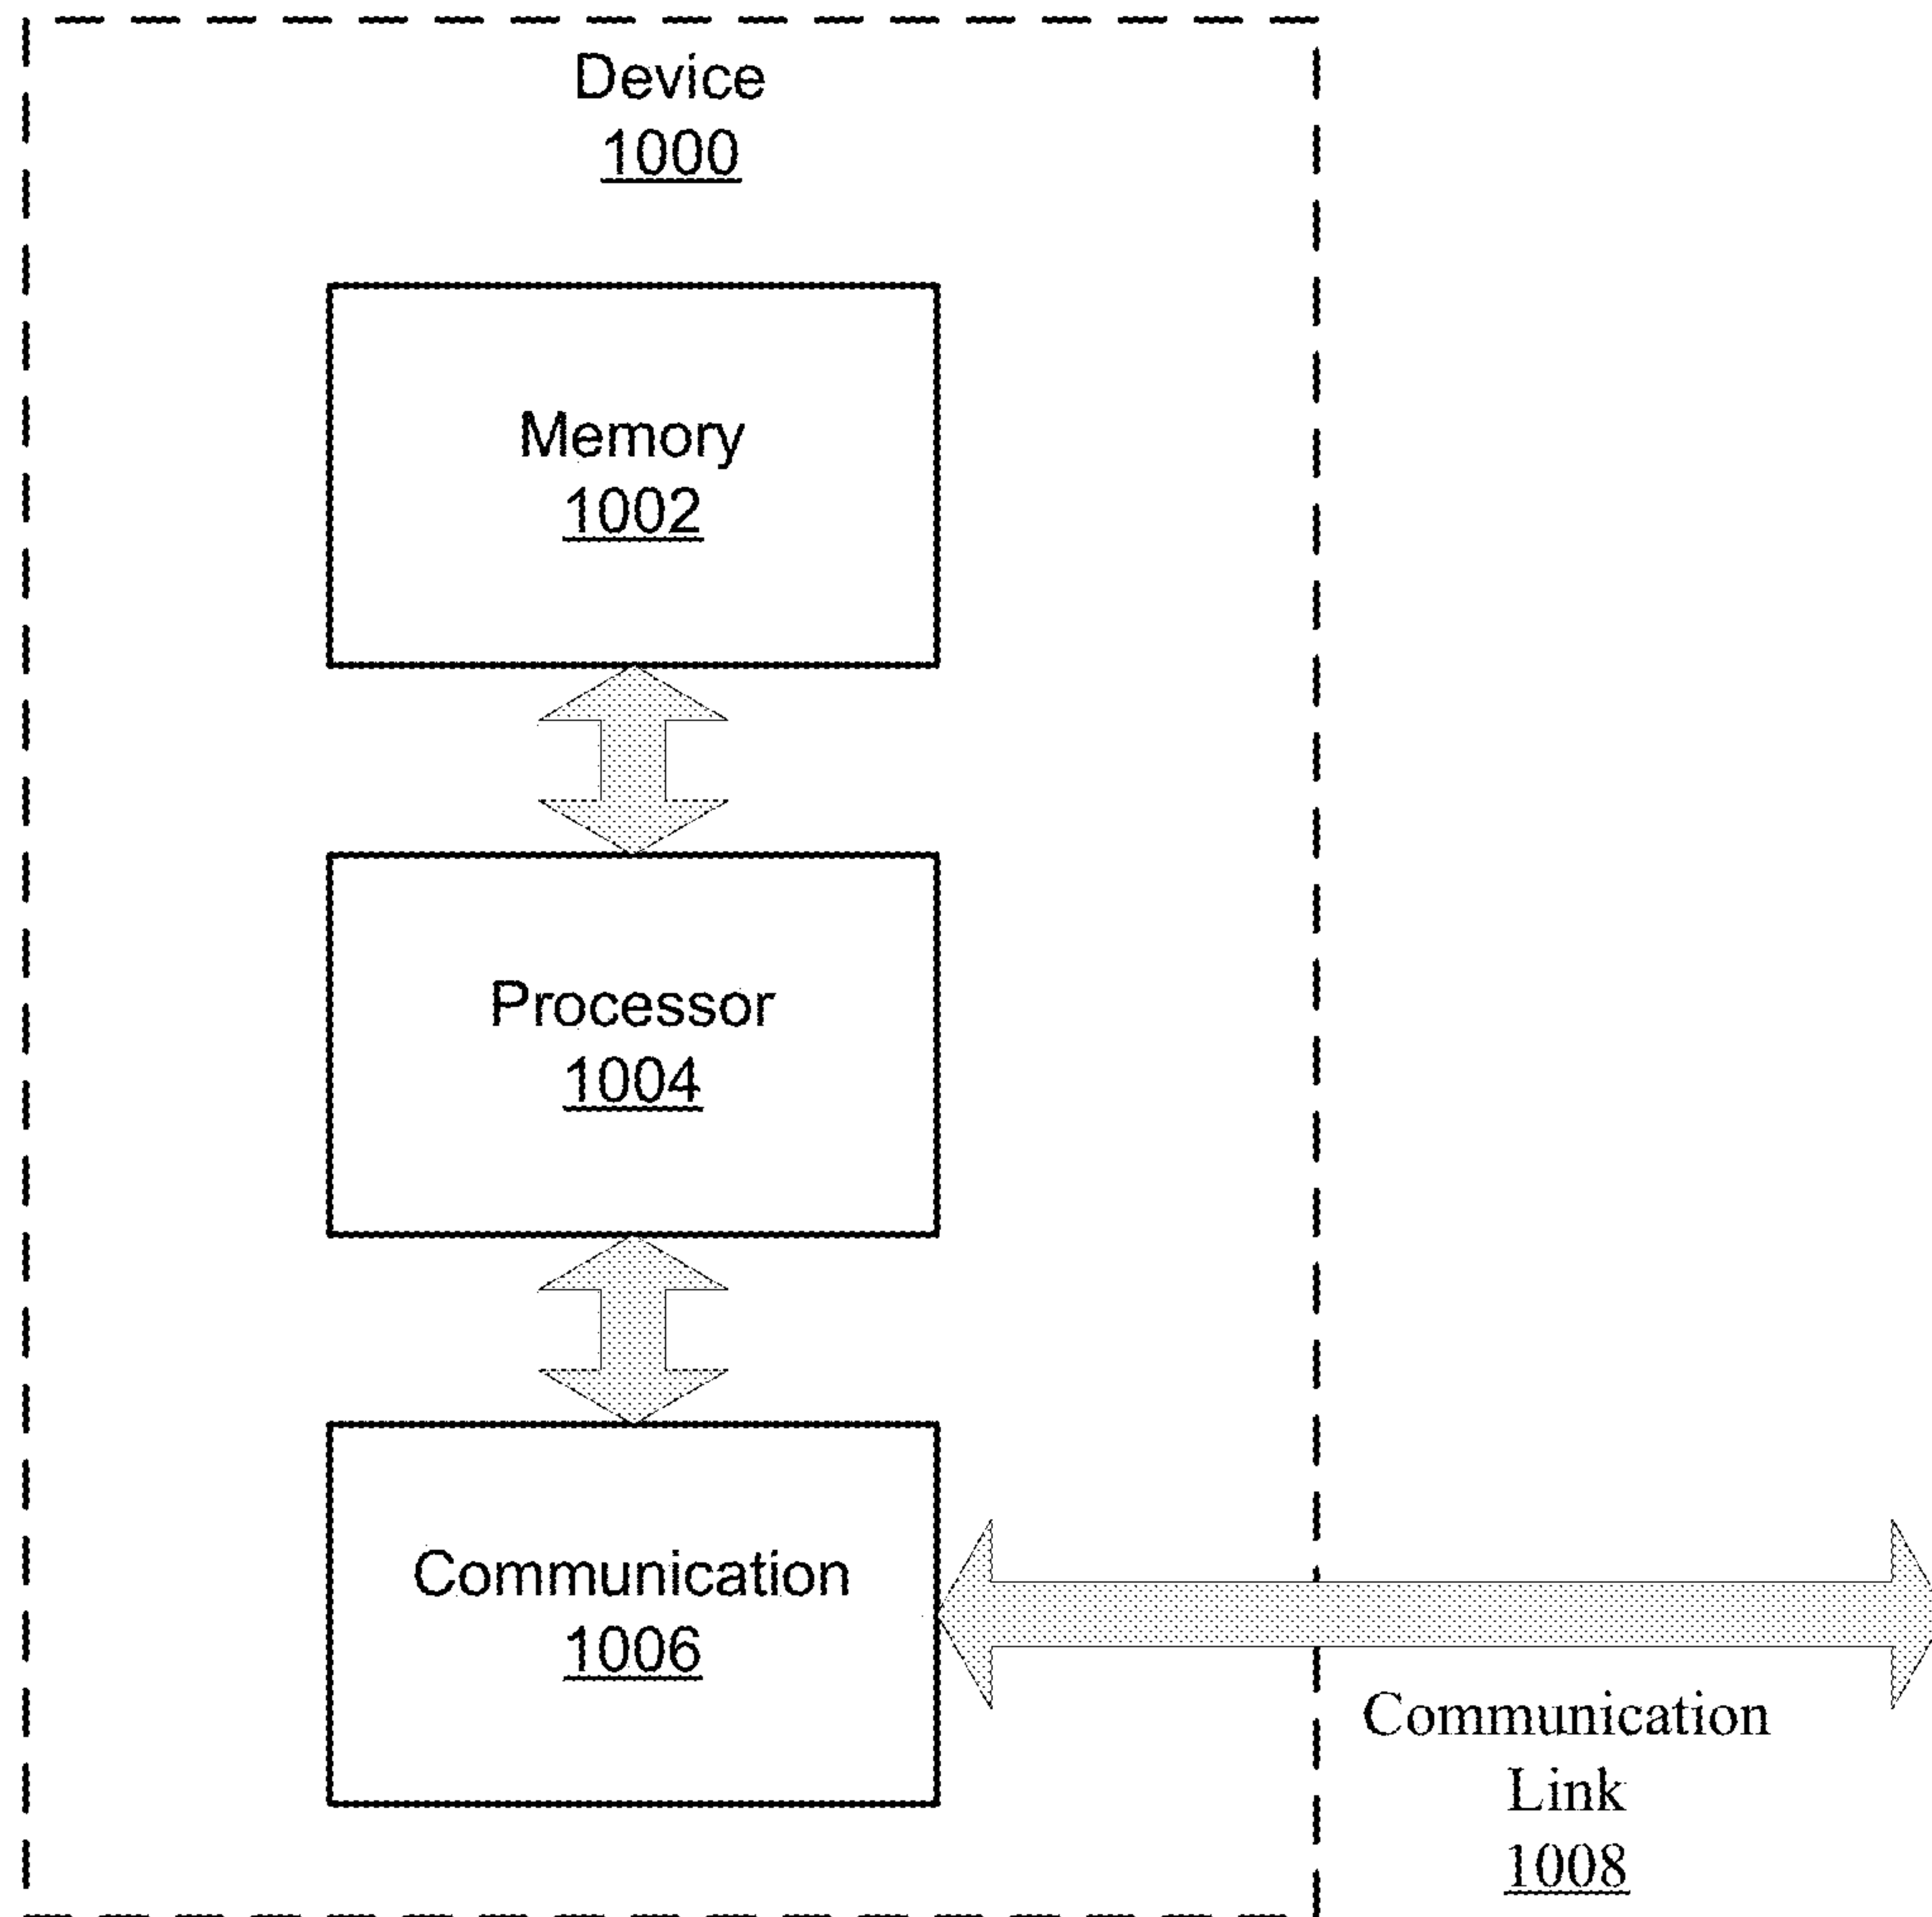 Device
1000
Memory
1002
Processor
1004
Communication
1006
Communication
Link
1008